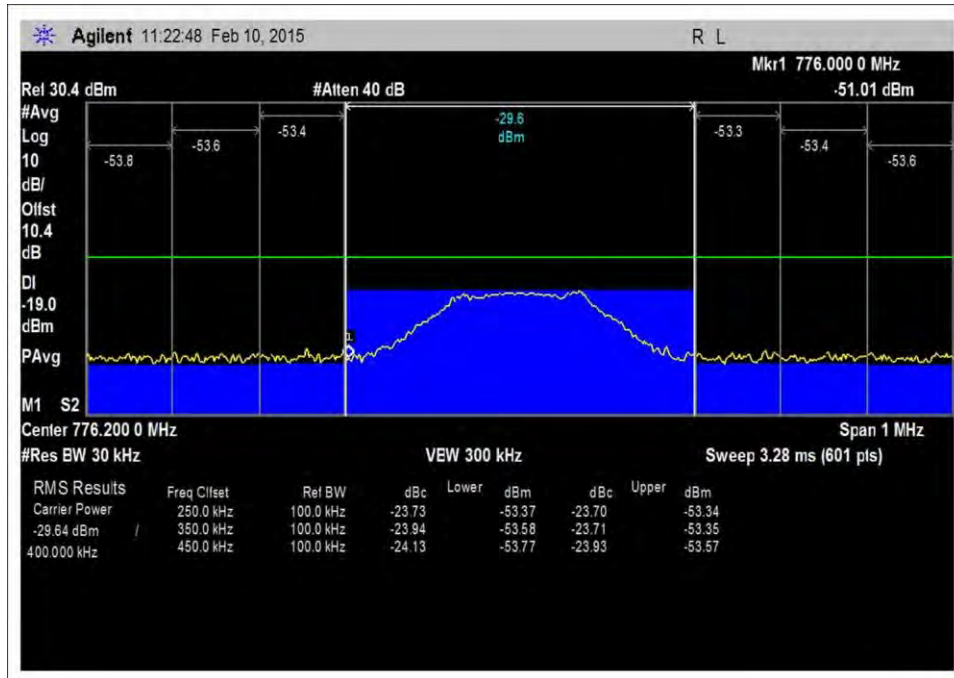 Agilent 11:22:48 Feb 10, 2015 R L
Mkr1 776.000 0 MHz
Rel 30.4 dBm #Atten 40 dB -51.01 dBm
#Avg
Log
10
dB/
Offst
10.4
dB
DI
-19.0
dBm
PAvg
M1 S2
-53.8 -53.6 -53.4 -29.6 dBm -53.3 -53.4 -53.6
1
Center 776.200 0 MHz Span 1 MHz
#Res BW 30 kHz VEW 300 kHz Sweep 3.28 ms (601 pts)
RMS Results Freq Clfset Ref BW dBc Lower dBm dBc Upper dBm
Carrier Power 250.0 kHz 100.0 kHz -23.73 -53.37 -23.70 -53.34
-29.64 dBm / 350.0 kHz 100.0 kHz -23.94 -53.58 -23.71 -53.35
400.000 kHz 450.0 kHz 100.0 kHz -24.13 -53.77 -23.93 -53.57